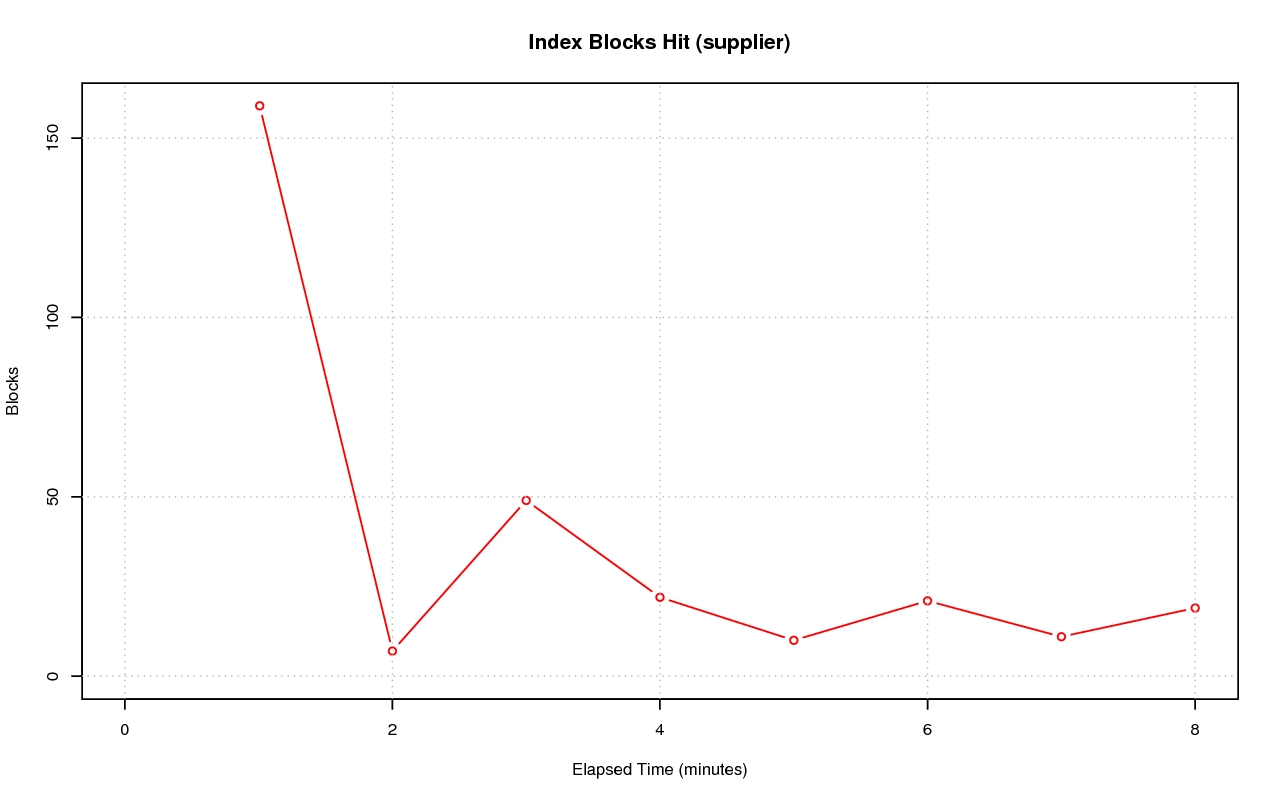 Index Blocks Hit (supplier)
150
100
50
0
Blocks
0 2 4 6 8
Elapsed Time (minutes)